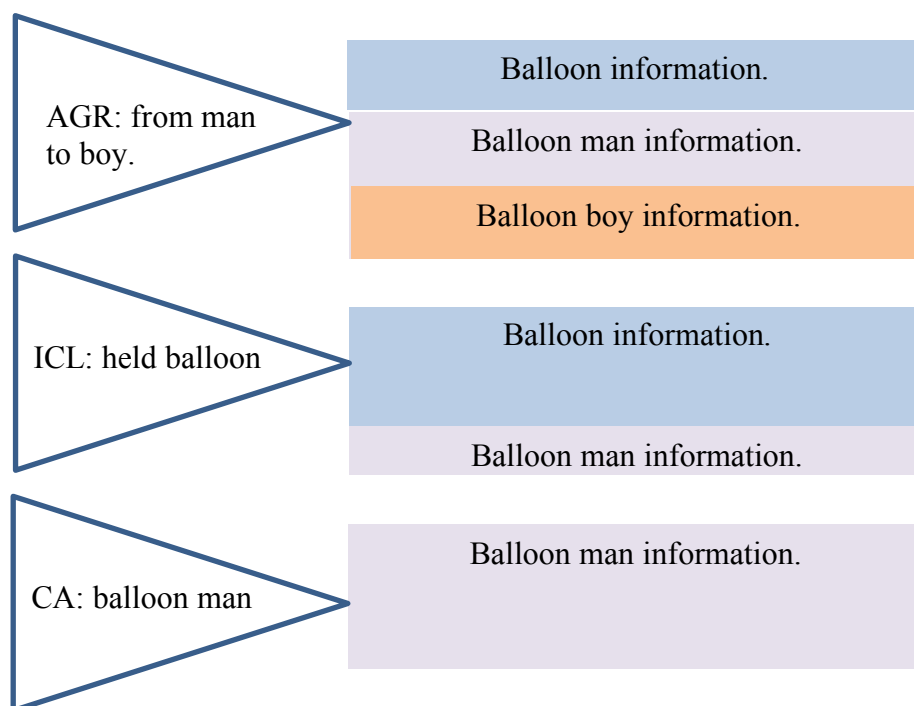 Balloon information.
AGR: from man
to boy.
Balloon man information.
Balloon boy information.
ICL: held balloon
Balloon information.
Balloon man information.
CA: balloon man
Balloon man information.